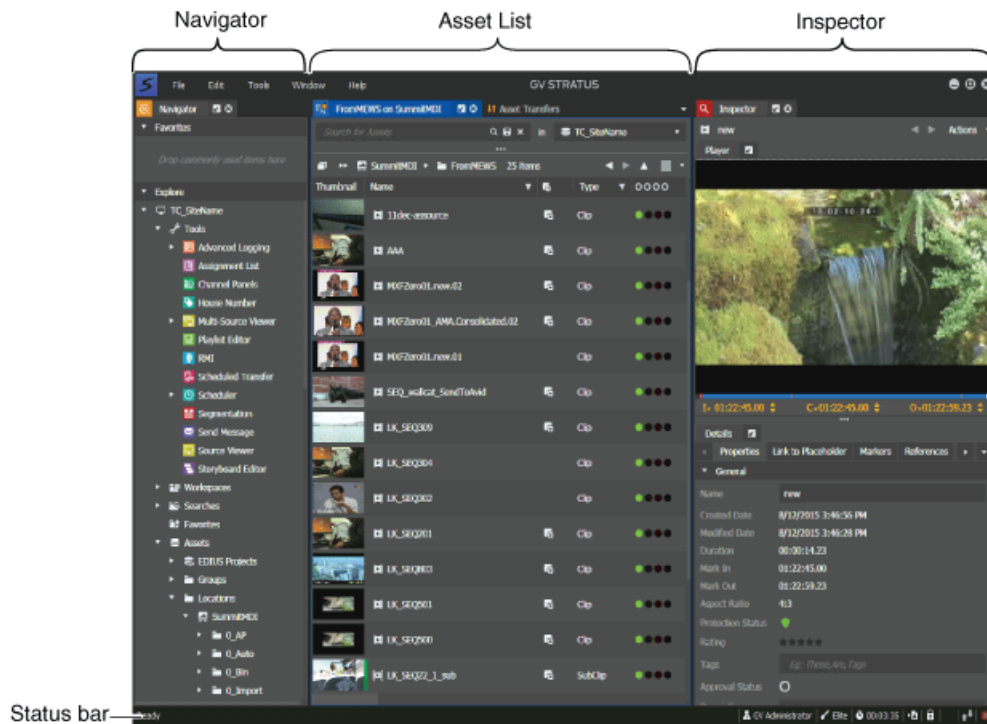 Navigator
Asset List
Inspector
File Edit Tools Window Help
GV STRATUS
Navigator
Favorites
Drop commonly used items here
Explore
TC_SiteName
Tools
Advanced Logging
Assignment List
Channel Panels
House Number
Multi-Source Viewer
Playlist Editor
RMI
Scheduled Transfer
Scheduler
Segmentation
Send Message
Source Viewer
Storyboard Editor
Workspaces
Searches
Favorites
Assets
EDIUS Projects
Groups
Locations
SummitMDI
0_AP
0_Auto
0_Bin
0_Import
FromMEWS on SummitMDI
Asset Transfers
Search for Assets
in
TC_SiteName
SummitMDI FromMEWS 25 items
Thumbnail Name Type
11dec-assource Clip
AAA Clip
MXFZero01.new.02 Clip
MXFZero01_AMA.Consolidated.02 Clip
MXFZero01.new.01 Clip
SEQ_wallcat_SendToAvid Clip
LK_SEQ309 Clip
LK_SEQ304 Clip
LK_SEQ302 Clip
LK_SEQ201 Clip
Clip
LK_SEQ501 Clip
LK_SEQ500 Clip
LK_SEQ22_1_sub SubClip
Inspector
new
Actions
Player
01:22:45.00
01:22:45.00
01:22:59.23
Details
Properties Link to Placeholder Markers References
General
Name new
Created Date 8/12/2015 3:46:56 PM
Modified Date 8/12/2015 3:46:28 PM
Duration 00:00:14.23
Mark In 01:22:45.00
Mark Out 01:22:59.23
Aspect Ratio 4:3
Protection Status
Rating
Tags Eg: These,Are,Tags
Approval Status
Status bar
Ready
GV Administrator Elite 00:03:35